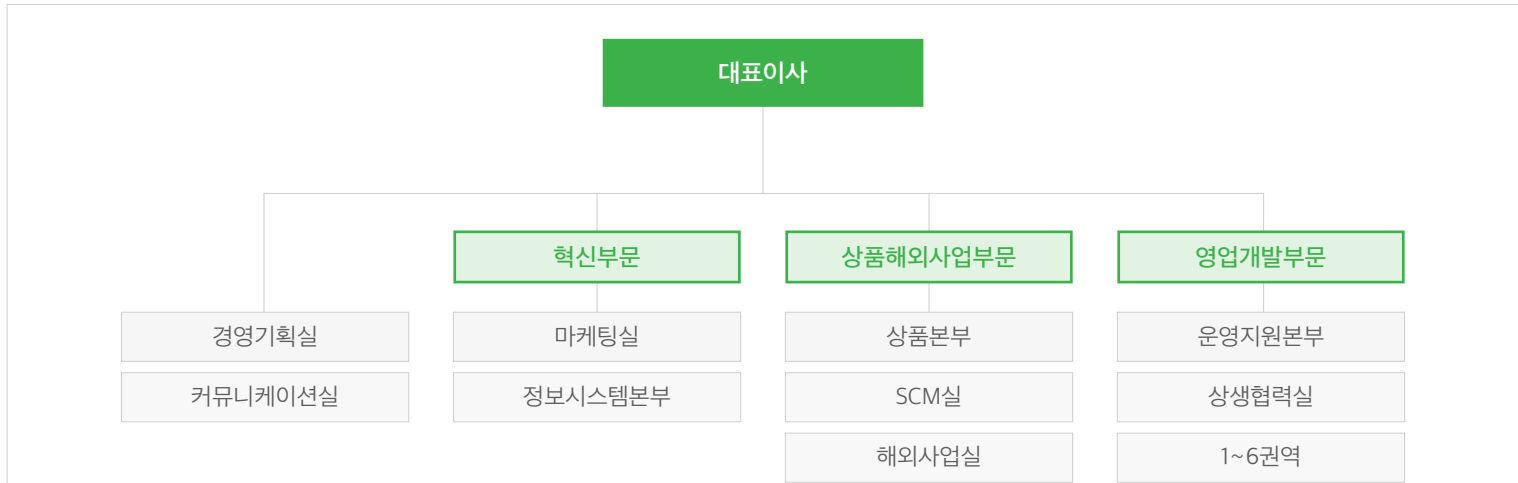 대표이사
혁신부문
상품해외사업부문
영업개발부문
경영기획실
마케팅실
상품본부
운영지원본부
커뮤니케이션실
정보시스템본부
SCM실
상생협력실
해외사업실
1~6권역